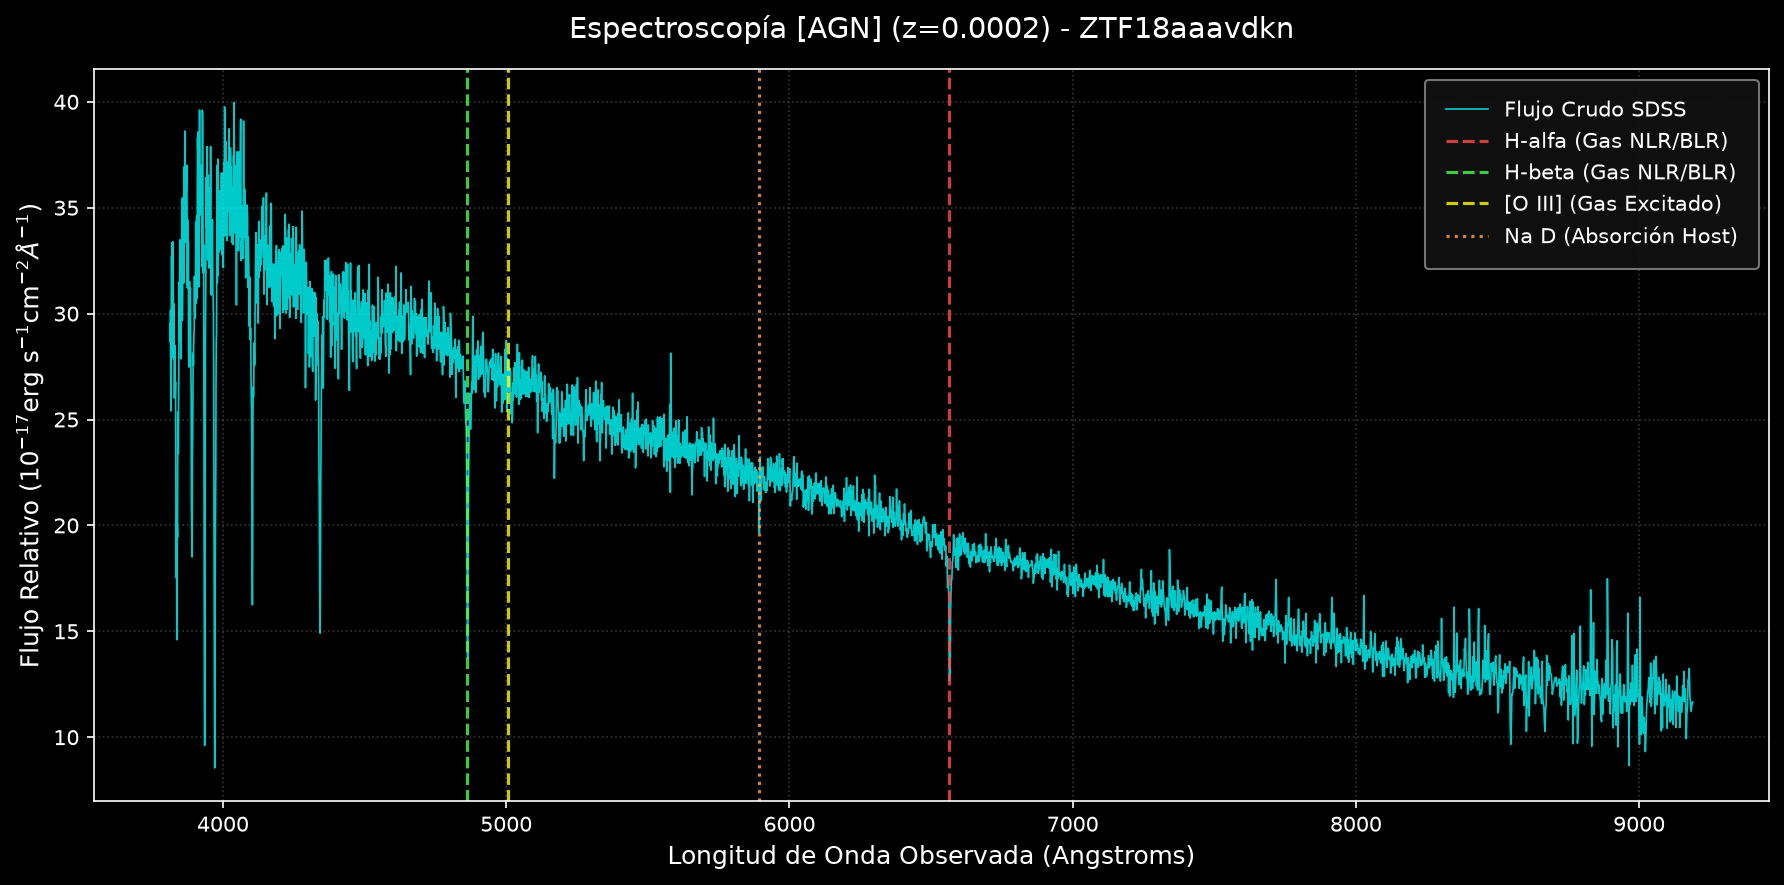 Espectroscopía [AGN] (z=0.0002) - ZTF18aaavdkn
Flujo Crudo SDSS
H-alfa (Gas NLR/BLR)
H-beta (Gas NLR/BLR)
[O III] (Gas Excitado)
Na D (Absorción Host)
Flujo Relativo (10⁻¹⁷erg s⁻¹cm⁻²Å⁻¹)
40
35
30
25
20
15
10
4000 5000 6000 7000 8000 9000
Longitud de Onda Observada (Angstroms)